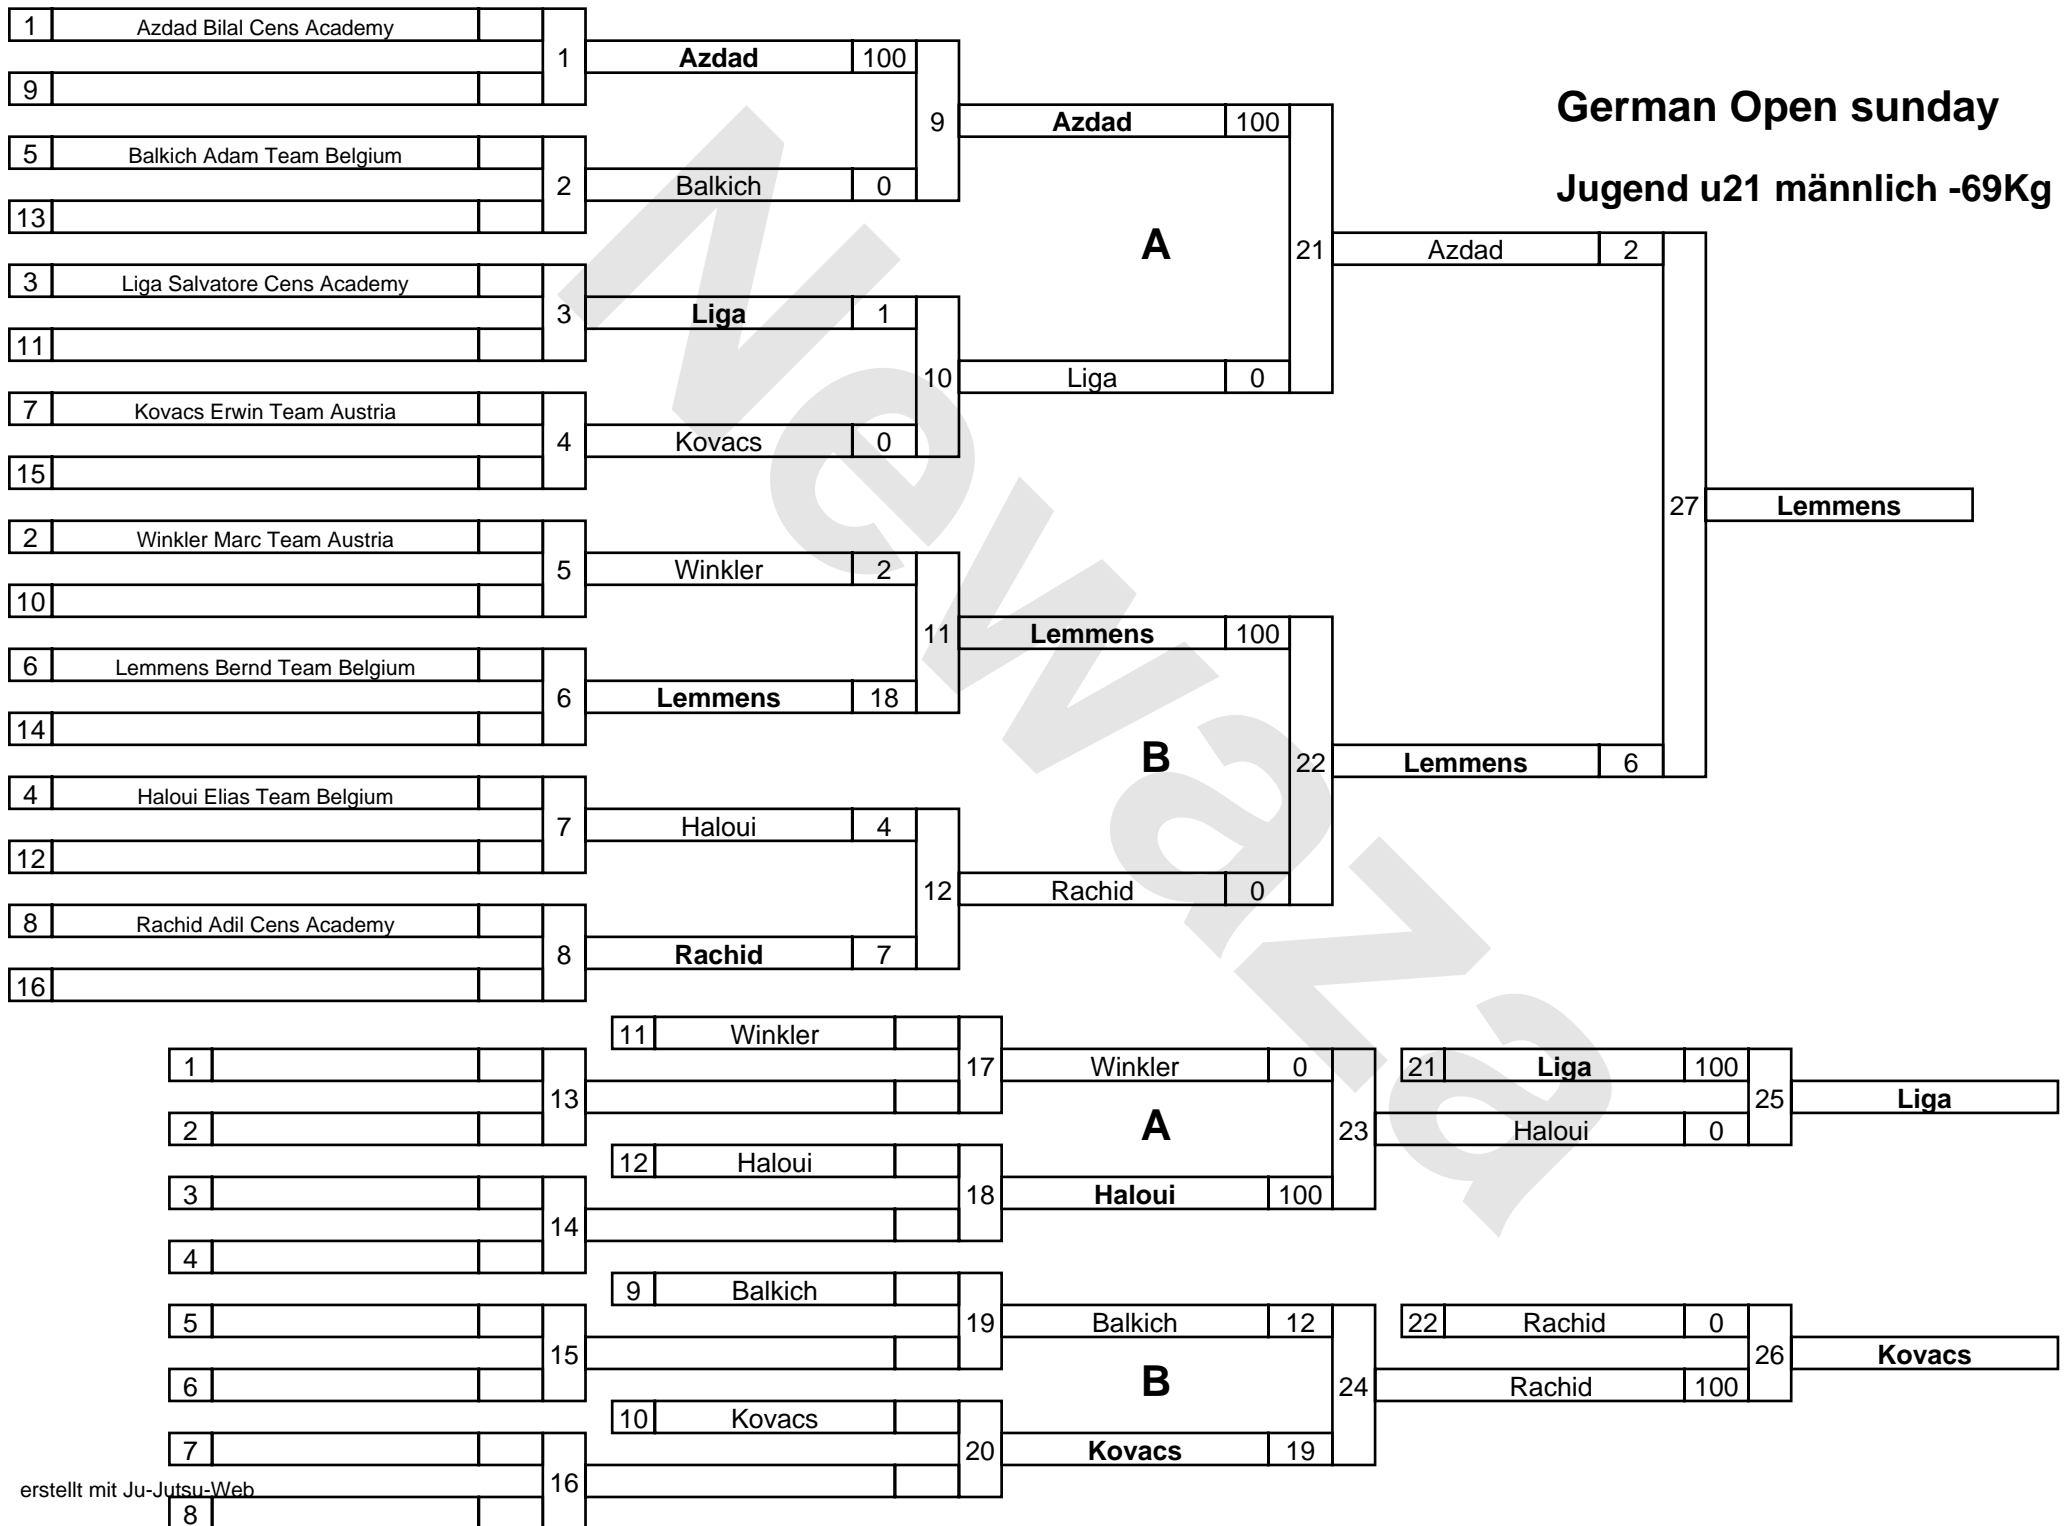 German Open sunday
Jugend u21 männlich -69Kg
1 Azdad Bilal Cens Academy
9
1 Azdad 100
5 Balkich Adam Team Belgium
13
2 Balkich 0
9 Azdad 100
3 Liga Salvatore Cens Academy
11
3 Liga 1
7 Kovacs Erwin Team Austria
15
4 Kovacs 0
10 Liga 0
A
21 Azdad 2
2 Winkler Marc Team Austria
10
5 Winkler 2
6 Lemmens Bernd Team Belgium
14
6 Lemmens 18
11 Lemmens 100
4 Haloui Elias Team Belgium
12
7 Haloui 4
8 Rachid Adil Cens Academy
16
8 Rachid 7
12 Rachid 0
B
22 Lemmens 6
27 Lemmens
Newaza
1
2
13
11 Winkler
17 Winkler 0
3
4
14
12 Haloui
18 Haloui 100
A
23
21 Liga 100
Haloui 0
25 Liga
5
6
15
9 Balkich
19 Balkich 12
7
8
16
10 Kovacs
20 Kovacs 19
B
24
22 Rachid 0
Rachid 100
26 Kovacs
erstellt mit Ju-Jutsu-Web